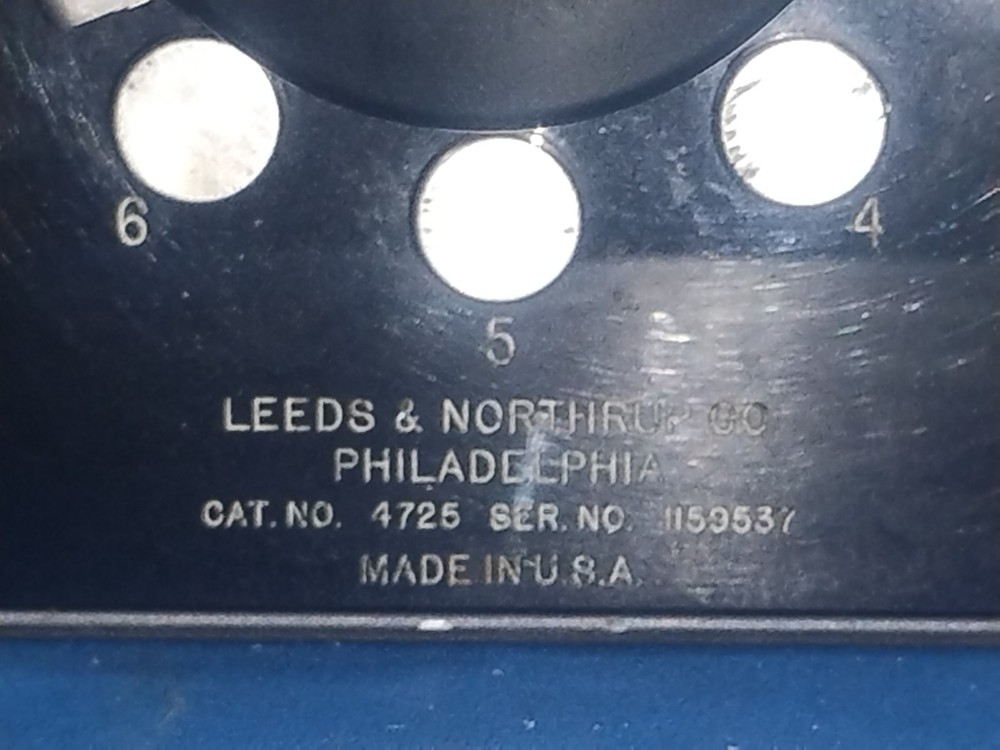 6
4
5
LEEDS & NORTHRUP CO
PHILADELPHIA
CAT. NO. 4725 SER. NO. 1159537
MADE IN U.S.A.